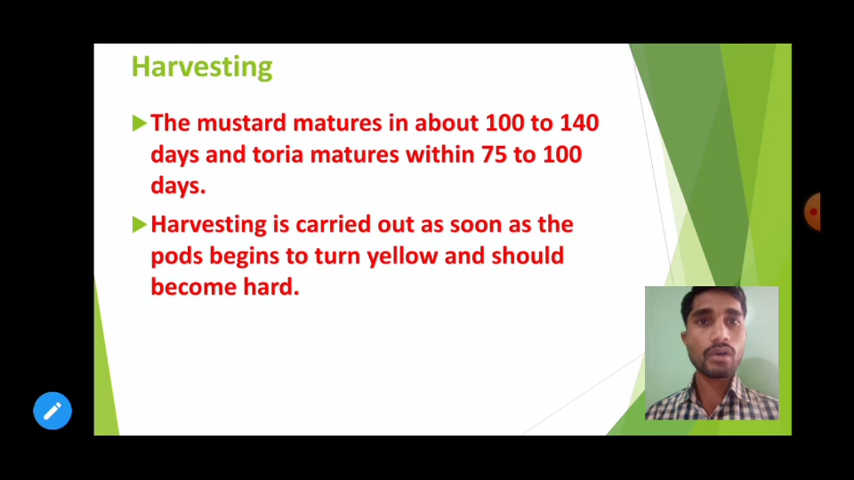 Harvesting
The mustard matures in about 100 to 140
days and toria matures within 75 to 100
days.
Harvesting is carried out as soon as the
pods begins to turn yellow and should
become hard.